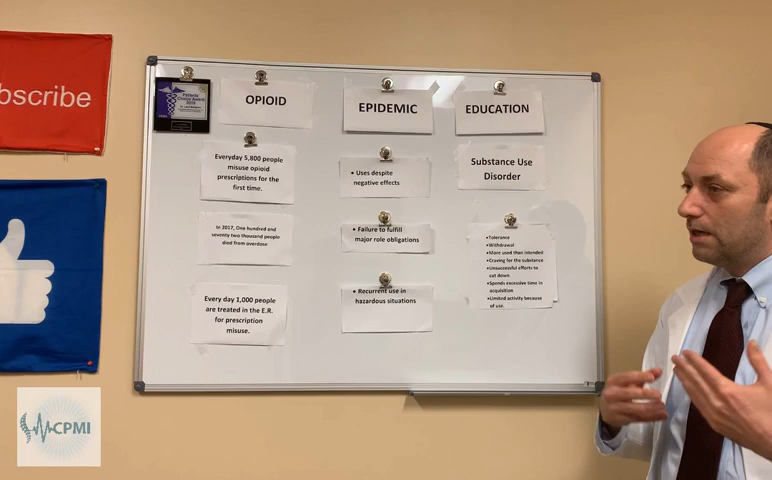 bscribe
Patients'
Choice Award
2018
OPIOID
EPIDEMIC
EDUCATION
Everyday 5,800 people
misuse opioid
prescriptions for the
first time.
In 2017, One hundred and
seventy two thousand people
died from overdose
Every day 1,000 people
are treated in the E.R.
for prescription
misuse.
• Uses despite
negative effects
• Failure to fulfill
major role obligations
• Recurrent use in
hazardous situations
Substance Use
Disorder
•Tolerance
•Withdrawal
•More used than intended
•Craving for the substance
•Unsuccessful efforts to
cut down
•Spends excessive time in
acquisition
•Limited activity because
of use.
CPMI